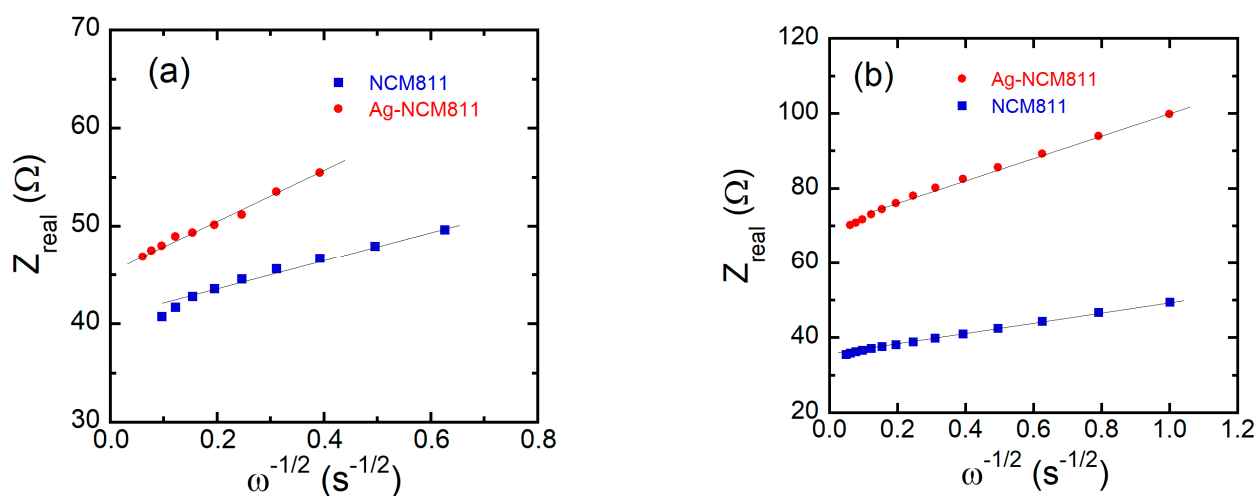 (a)
NCM811
Ag-NCM811
70
60
50
40
30
0.0 0.2 0.4 0.6 0.8
Z_real (Ω)
ω^-1/2 (s^-1/2)
(b)
Ag-NCM811
NCM811
120
100
80
60
40
20
0.0 0.2 0.4 0.6 0.8 1.0 1.2
Z_real (Ω)
ω^-1/2 (s^-1/2)